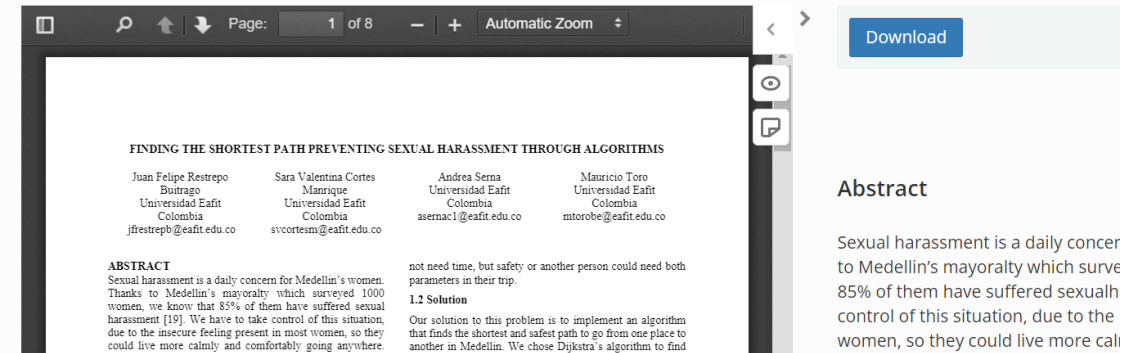 Page: 1 of 8 − + Automatic Zoom
Download
FINDING THE SHORTEST PATH PREVENTING SEXUAL HARASSMENT THROUGH ALGORITHMS
Juan Felipe Restrepo
Buitrago
Universidad Eafit
Colombia
jfrestrepb@eafit.edu.co
Sara Valentina Cortes
Manrique
Universidad Eafit
Colombia
svcortesm@eafit.edu.co
Andrea Serna
Universidad Eafit
Colombia
asernac1@eafit.edu.co
Mauricio Toro
Universidad Eafit
Colombia
mtorobe@eafit.edu.co
ABSTRACT
Sexual harassment is a daily concern for Medellin's women.
Thanks to Medellin's mayoralty which surveyed 1000
women, we know that 85% of them have suffered sexual
harassment [19]. We have to take control of this situation,
due to the insecure feeling present in most women, so they
could live more calmly and comfortably going anywhere.
not need time, but safety or another person could need both
parameters in their trip.
1.2 Solution
Our solution to this problem is to implement an algorithm
that finds the shortest and safest path to go from one place to
another in Medellin. We chose Dijkstra's algorithm to find
Abstract
Sexual harassment is a daily concer
to Medellin's mayoralty which surve
85% of them have suffered sexualh
control of this situation, due to the
women, so they could live more cal